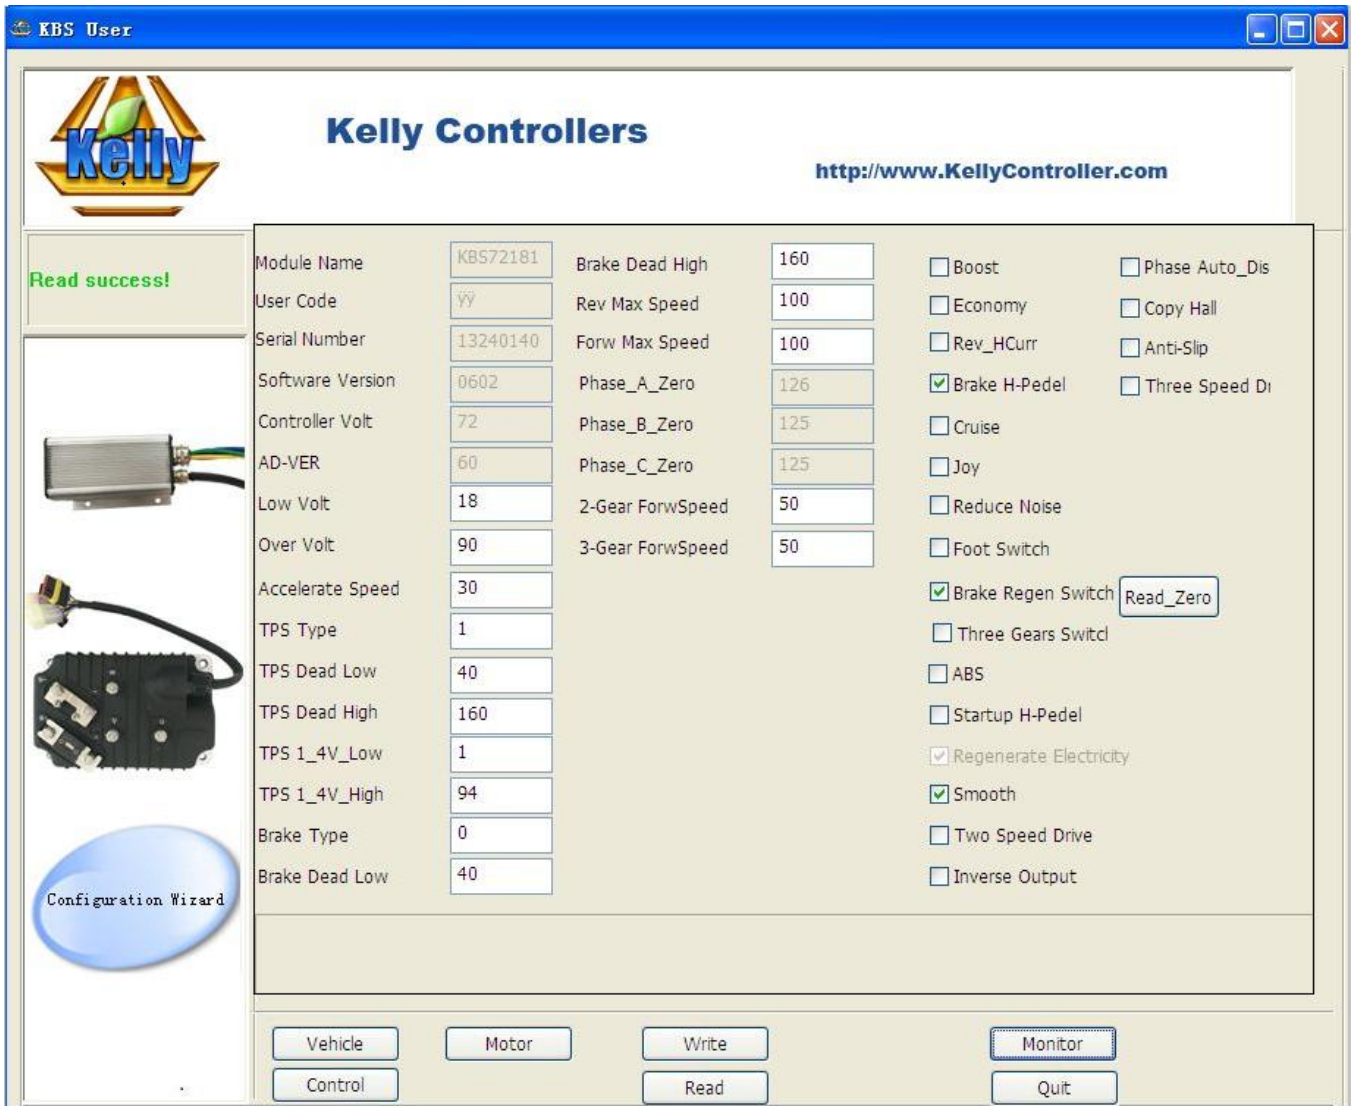 KBS User
Kelly
Kelly Controllers
http://www.KellyController.com
Read success!
Configuration Wizard
Module Name KBS72181
User Code ÝÝ
Serial Number 13240140
Software Version 0602
Controller Volt 72
AD-VER 60
Low Volt 18
Over Volt 90
Accelerate Speed 30
TPS Type 1
TPS Dead Low 40
TPS Dead High 160
TPS 1_4V_Low 1
TPS 1_4V_High 94
Brake Type 0
Brake Dead Low 40
Brake Dead High 160
Rev Max Speed 100
Forw Max Speed 100
Phase_A_Zero 126
Phase_B_Zero 125
Phase_C_Zero 125
2-Gear ForwSpeed 50
3-Gear ForwSpeed 50
Boost
Economy
Rev_HCurr
Brake H-Pedel
Cruise
Joy
Reduce Noise
Foot Switch
Brake Regen Switch
Three Gears Switcl
ABS
Startup H-Pedel
Regenerate Electricity
Smooth
Two Speed Drive
Inverse Output
Phase Auto_Dis
Copy Hall
Anti-Slip
Three Speed Dr
Read_Zero
Vehicle Motor Write Monitor
Control Read Quit